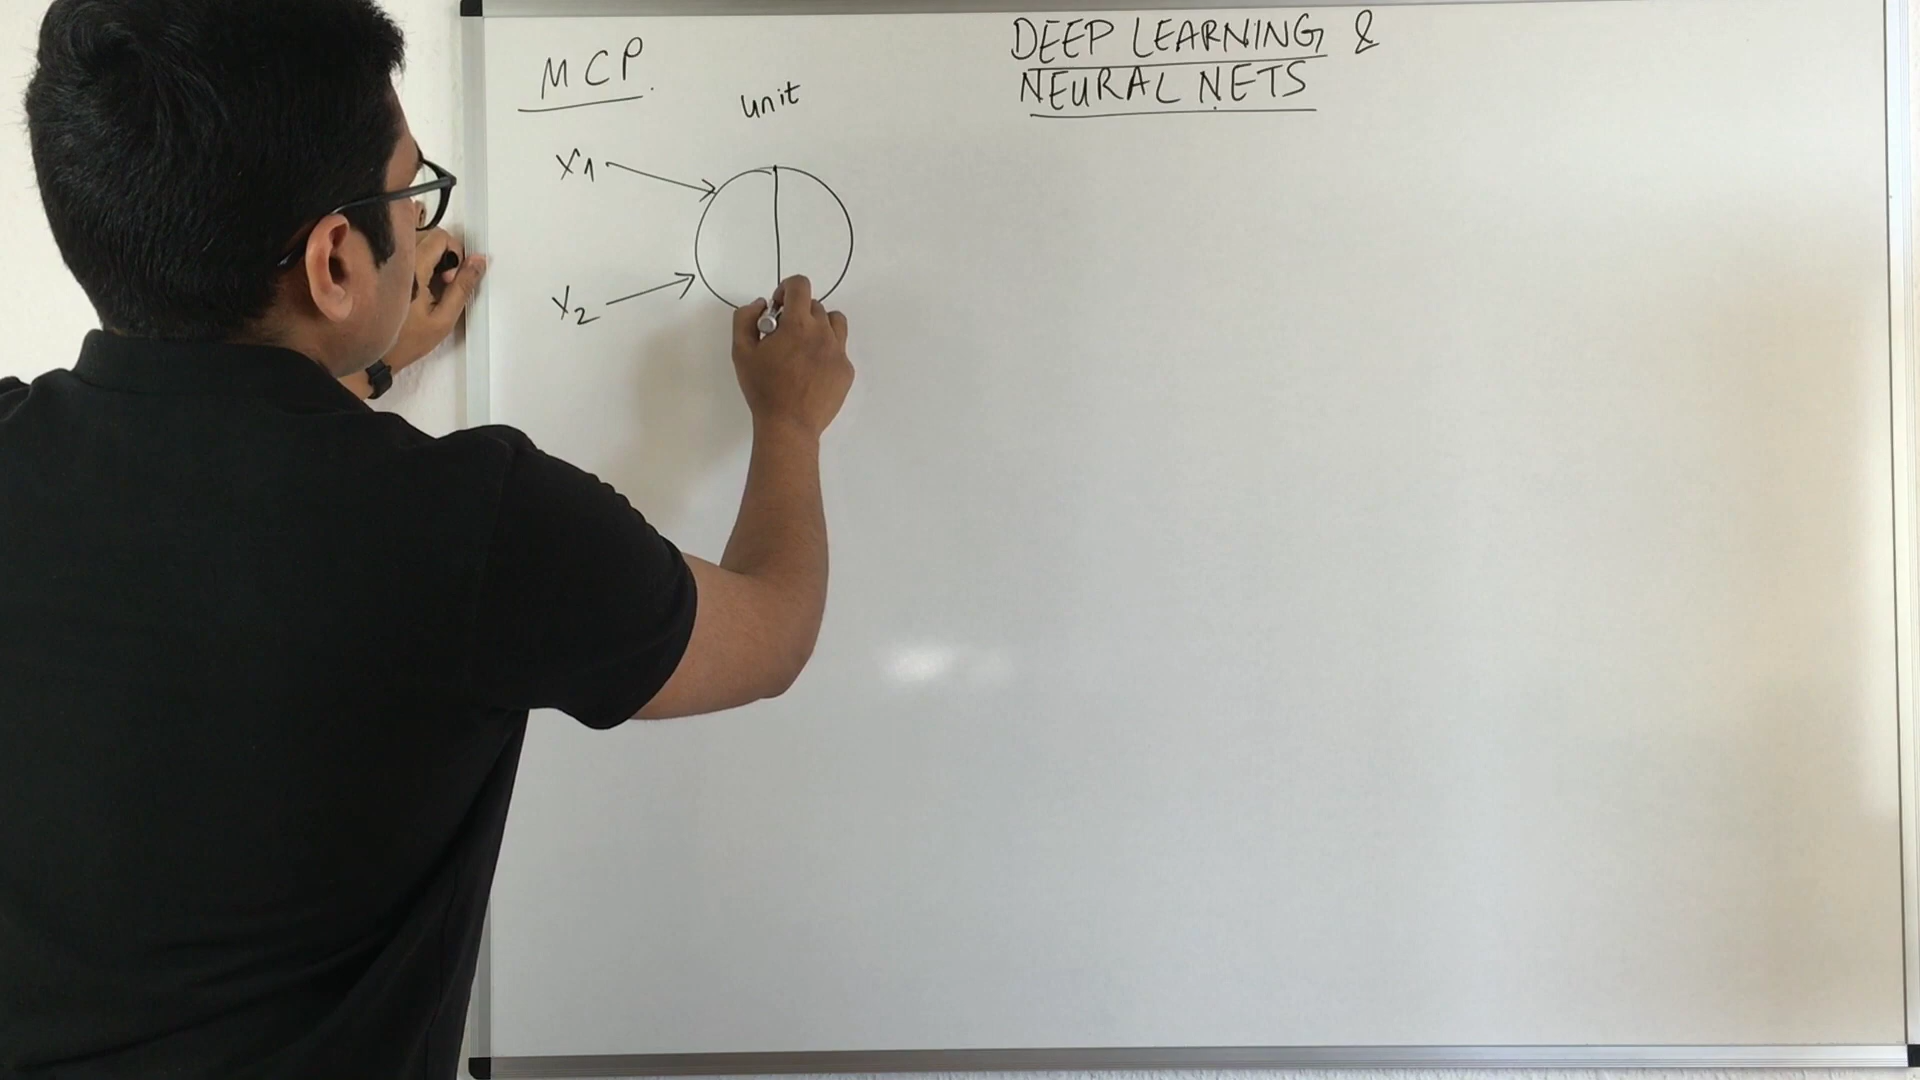 MCP.
DEEP LEARNING &
NEURAL NETS
unit
X1
X2